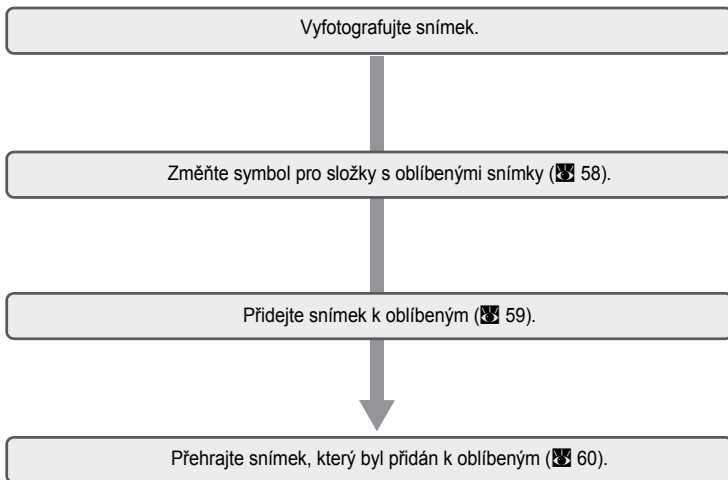 Vyfotografujte snímek.
Změňte symbol pro složky s oblíbenými snímky (58).
Přidejte snímek k oblíbeným (59).
Přehrajte snímek, který byl přidán k oblíbeným (60).